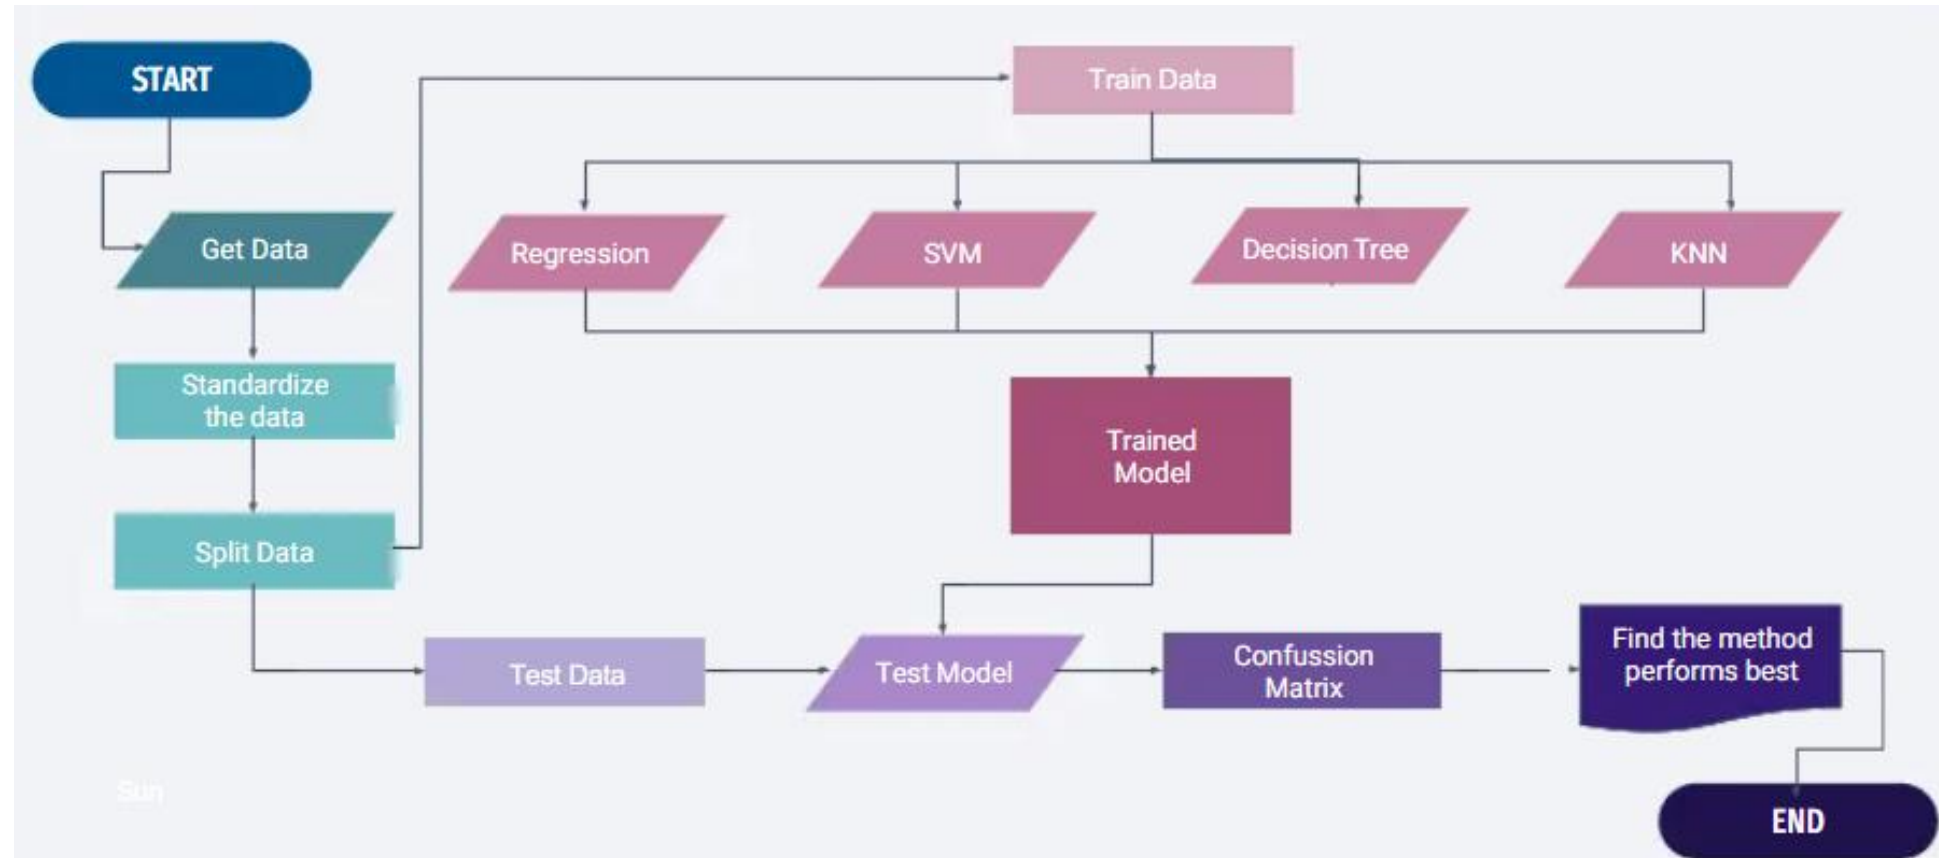 START
Train Data
Get Data
Regression
SVM
Decision Tree
KNN
Standardize
the data
Trained
Model
Split Data
Test Data
Test Model
Confussion
Matrix
Find the method
performs best
Sun
END